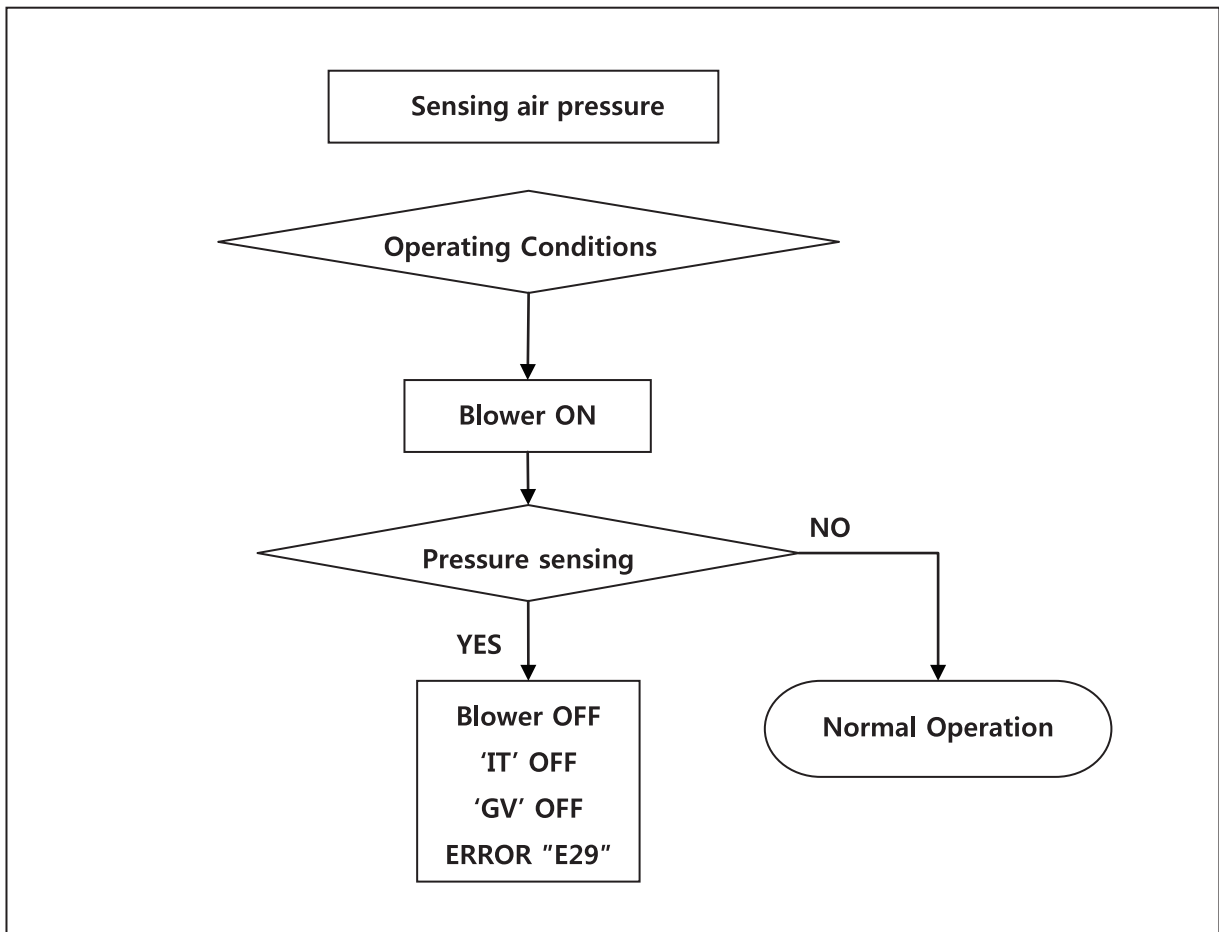 Sensing air pressure
Operating Conditions
Blower ON
Pressure sensing
NO
YES
Blower OFF
‘IT’ OFF
‘GV’ OFF
ERROR ”E29”
Normal Operation